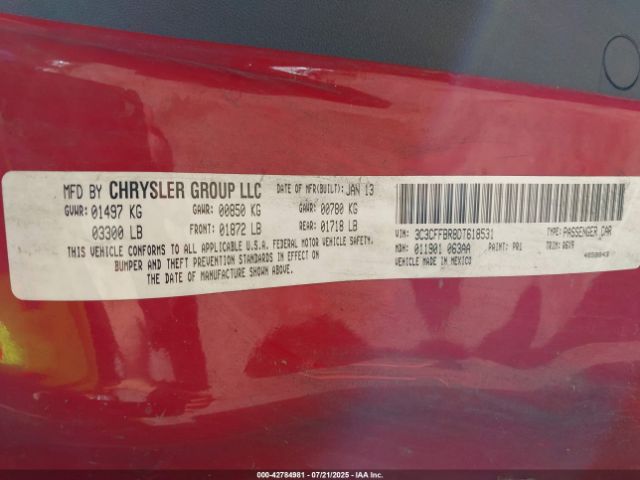 MFD BY CHRYSLER GROUP LLC DATE OF MFR(BUILT): JAN 13
GVWR: 01497 KG GAWR: 00850 KG GAWR: 00780 KG
03300 LB FRONT: 01872 LB REAR: 01718 LB
THIS VEHICLE CONFORMS TO ALL APPLICABLE U.S.A. FEDERAL MOTOR VEHICLE SAFETY,
BUMPER AND THEFT PREVENTION STANDARDS IN EFFECT ON
THE DATE OF MANUFACTURE SHOWN ABOVE.
VIN: 3C3CFFBR8DT618531 TYPE: PASSENGER CAR
MDH: 011901 063AA PAINT: PR1 TRIM:
VEHICLE MADE IN MEXICO
000-42784981 - 07/21/2025 - IAA Inc.